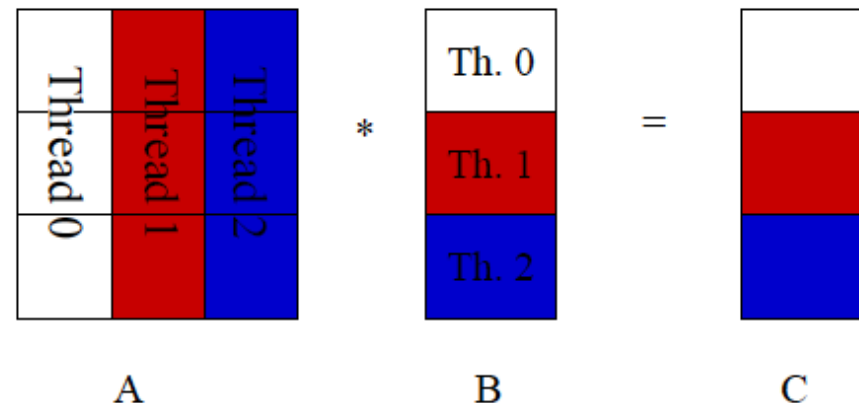 Thread 0
Thread 1
Thread 2
*
Th. 0
Th. 1
Th. 2
=
A
B
C